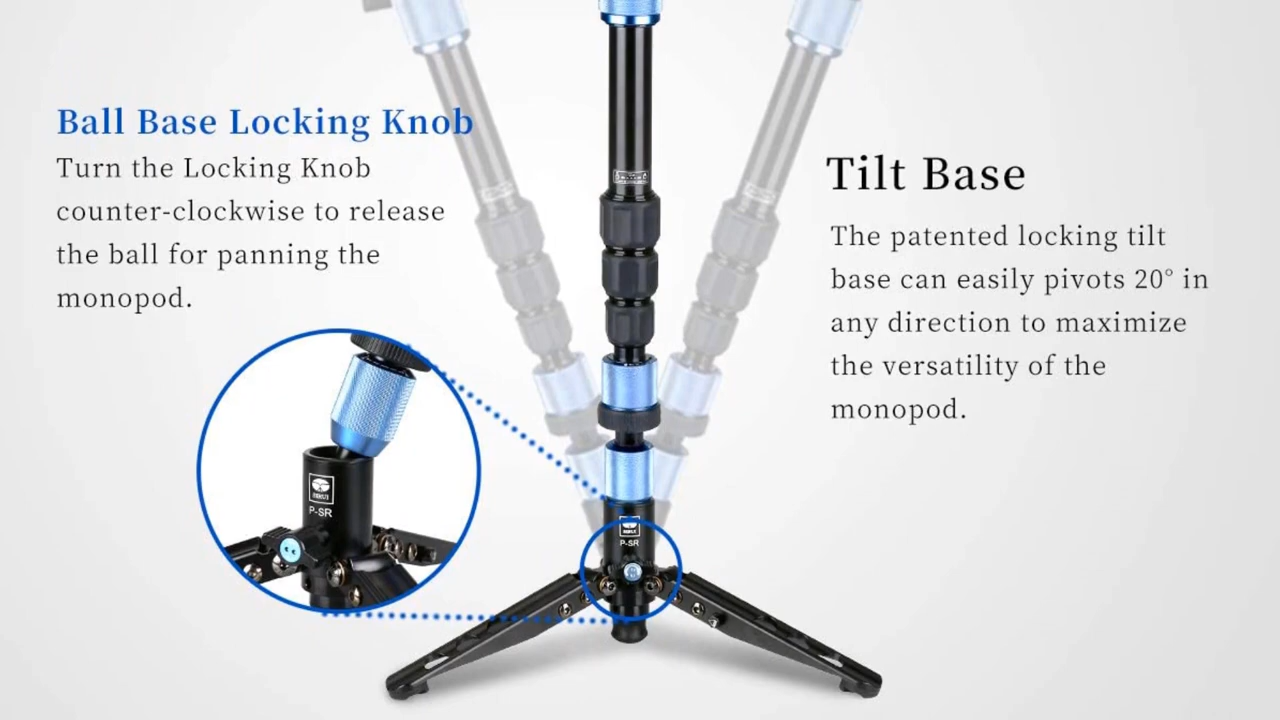 Ball Base Locking Knob
Turn the Locking Knob
counter-clockwise to release
the ball for panning the
monopod.
Tilt Base
The patented locking tilt
base can easily pivots 20° in
any direction to maximize
the versatility of the
monopod.
SIRUI
P-SR
SIRUI
P-SR